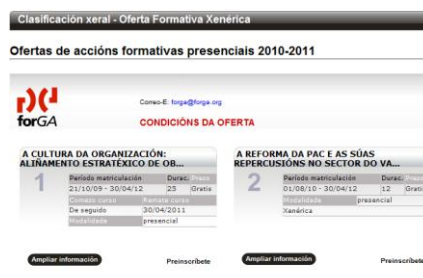 Clasificación xeral - Oferta Formativa Xenérica
Ofertas de accións formativas presenciais 2010-2011
forGA
Correo-E: forga@forga.org
CONDICIÓNS DA OFERTA
A CULTURA DA ORGANIZACIÓN:
ALIÑAMENTO ESTRATÉXICO DE OB...
1
Período matriculación Durac. Prezo
21/10/09 - 30/04/12 25 Gratis
Comezo curso Remate curso
De seguido 30/04/2011
Modalidade presencial
Ampliar información
Preinscríbete
A REFORMA DA PAC E AS SÚAS
REPERCUSIÓNS NO SECTOR DO VA...
2
Período matriculación Durac. Prezo
01/08/10 - 30/04/12 12 Gratis
Modalidade presencial
Xenérica
Ampliar información
Preinscríbete